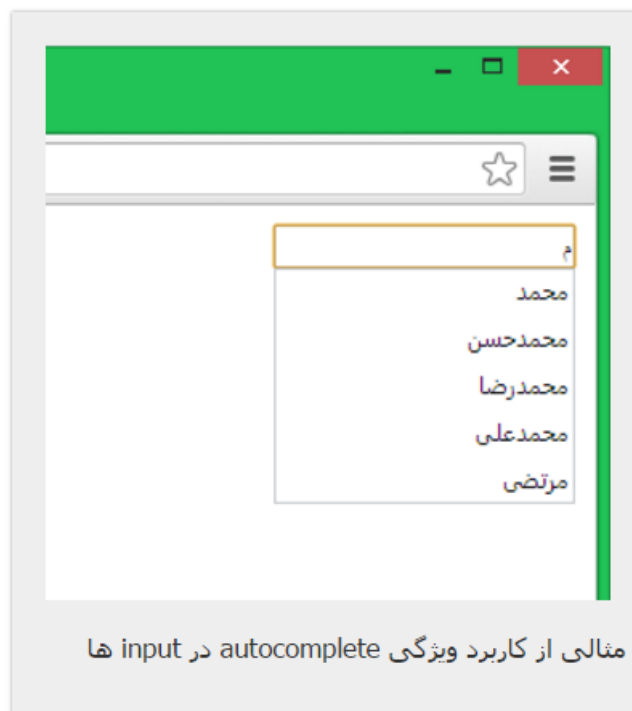 م
محمد
محمدحسن
محمدرضا
محمدعلی
مرتضی
مثالی از کاربرد ویژگی autocomplete در input ها